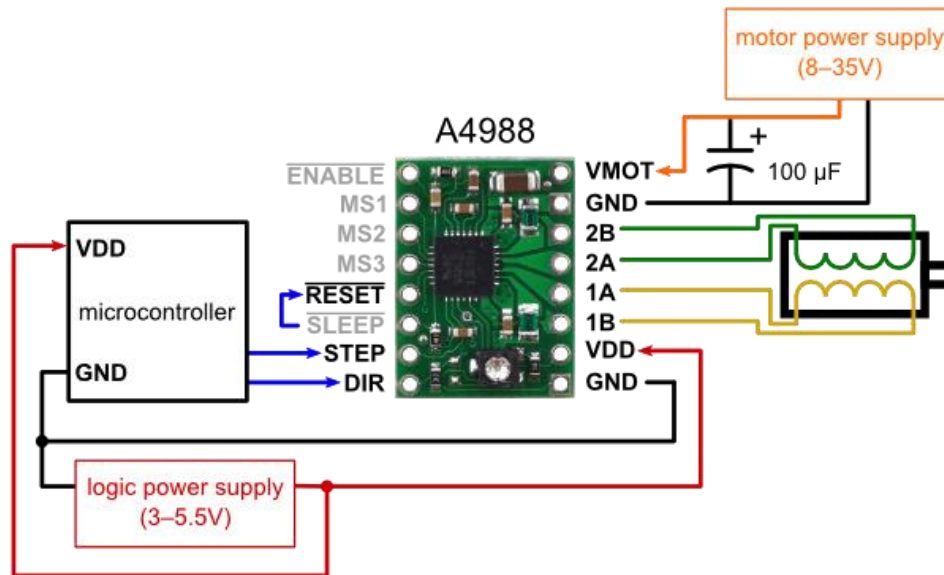 motor power supply
(8–35V)
A4988
+
100 µF
ENABLE
MS1
MS2
MS3
RESET
SLEEP
STEP
DIR
VMOT
GND
2B
2A
1A
1B
VDD
GND
VDD
microcontroller
GND
logic power supply
(3–5.5V)